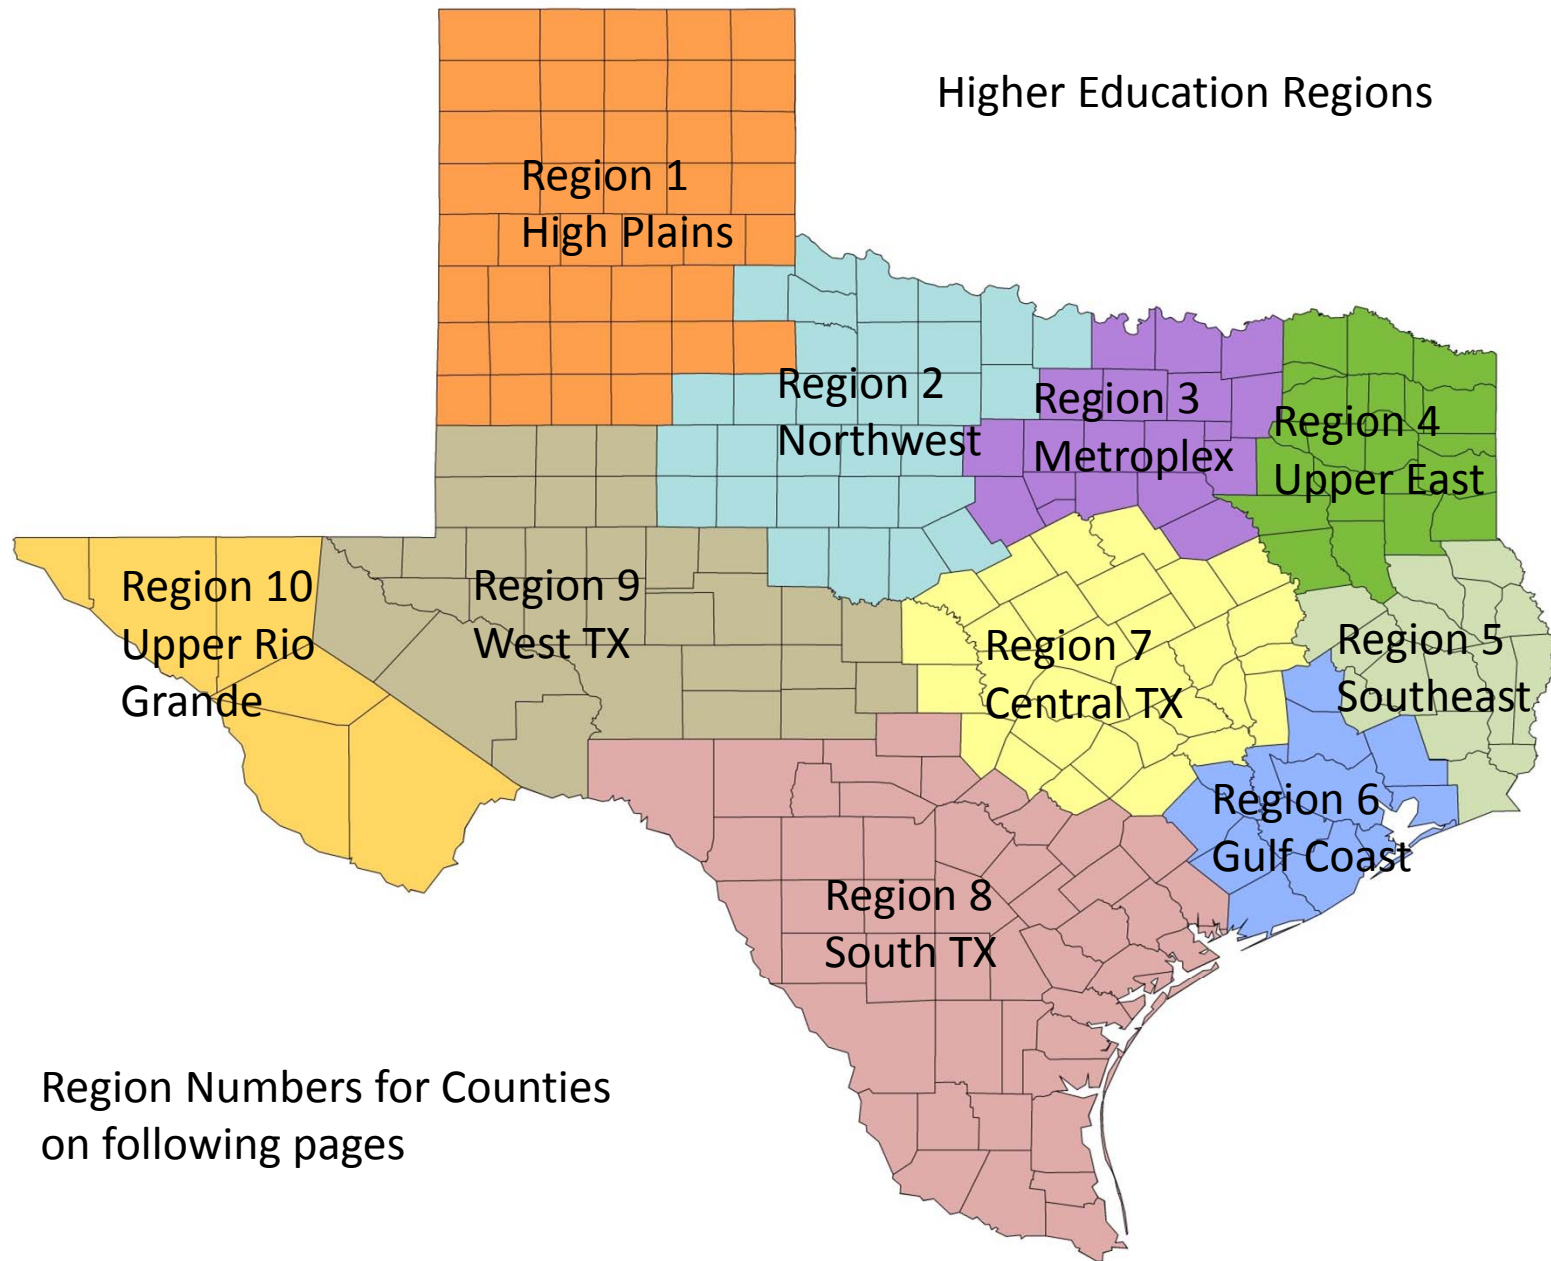 Higher Education Regions
Region 1
High Plains
Region 2
Northwest
Region 3
Metroplex
Region 4
Upper East
Region 10
Upper Rio
Grande
Region 9
West TX
Region 7
Central TX
Region 5
Southeast
Region 6
Gulf Coast
Region 8
South TX
Region Numbers for Counties
on following pages